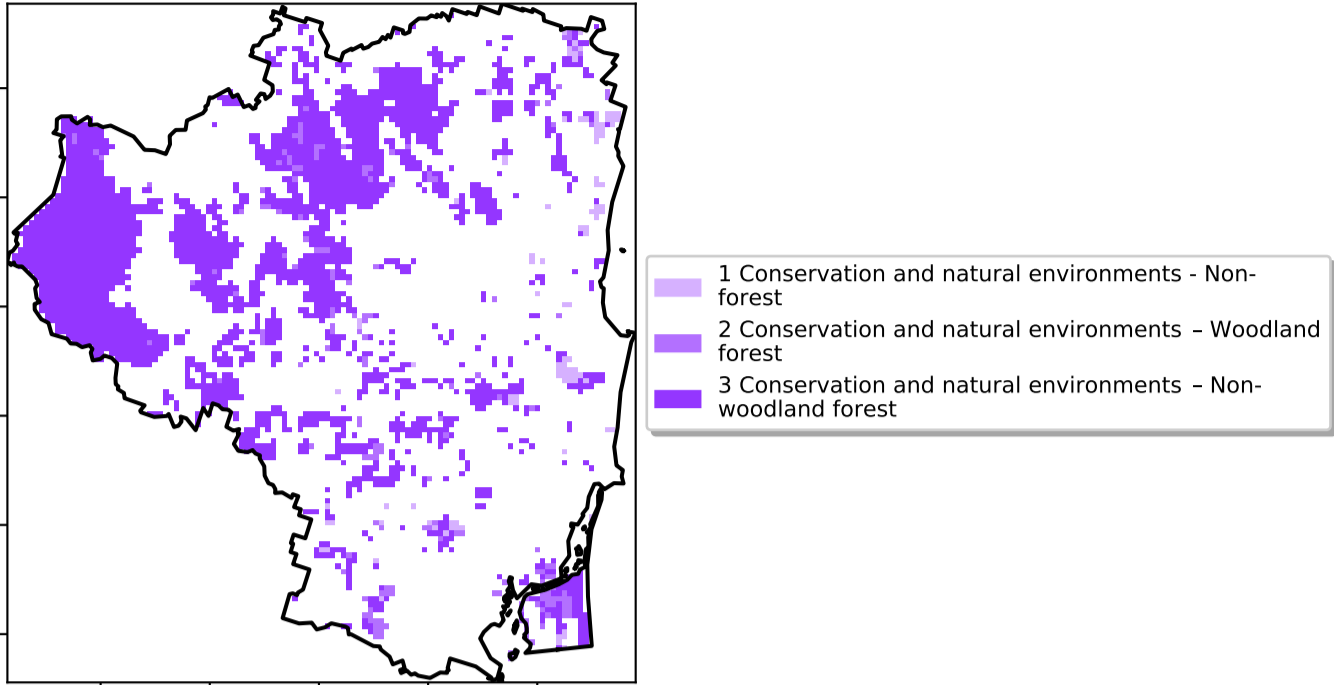 1 Conservation and natural environments - Non-
forest
2 Conservation and natural environments – Woodland
forest
3 Conservation and natural environments – Non-
woodland forest